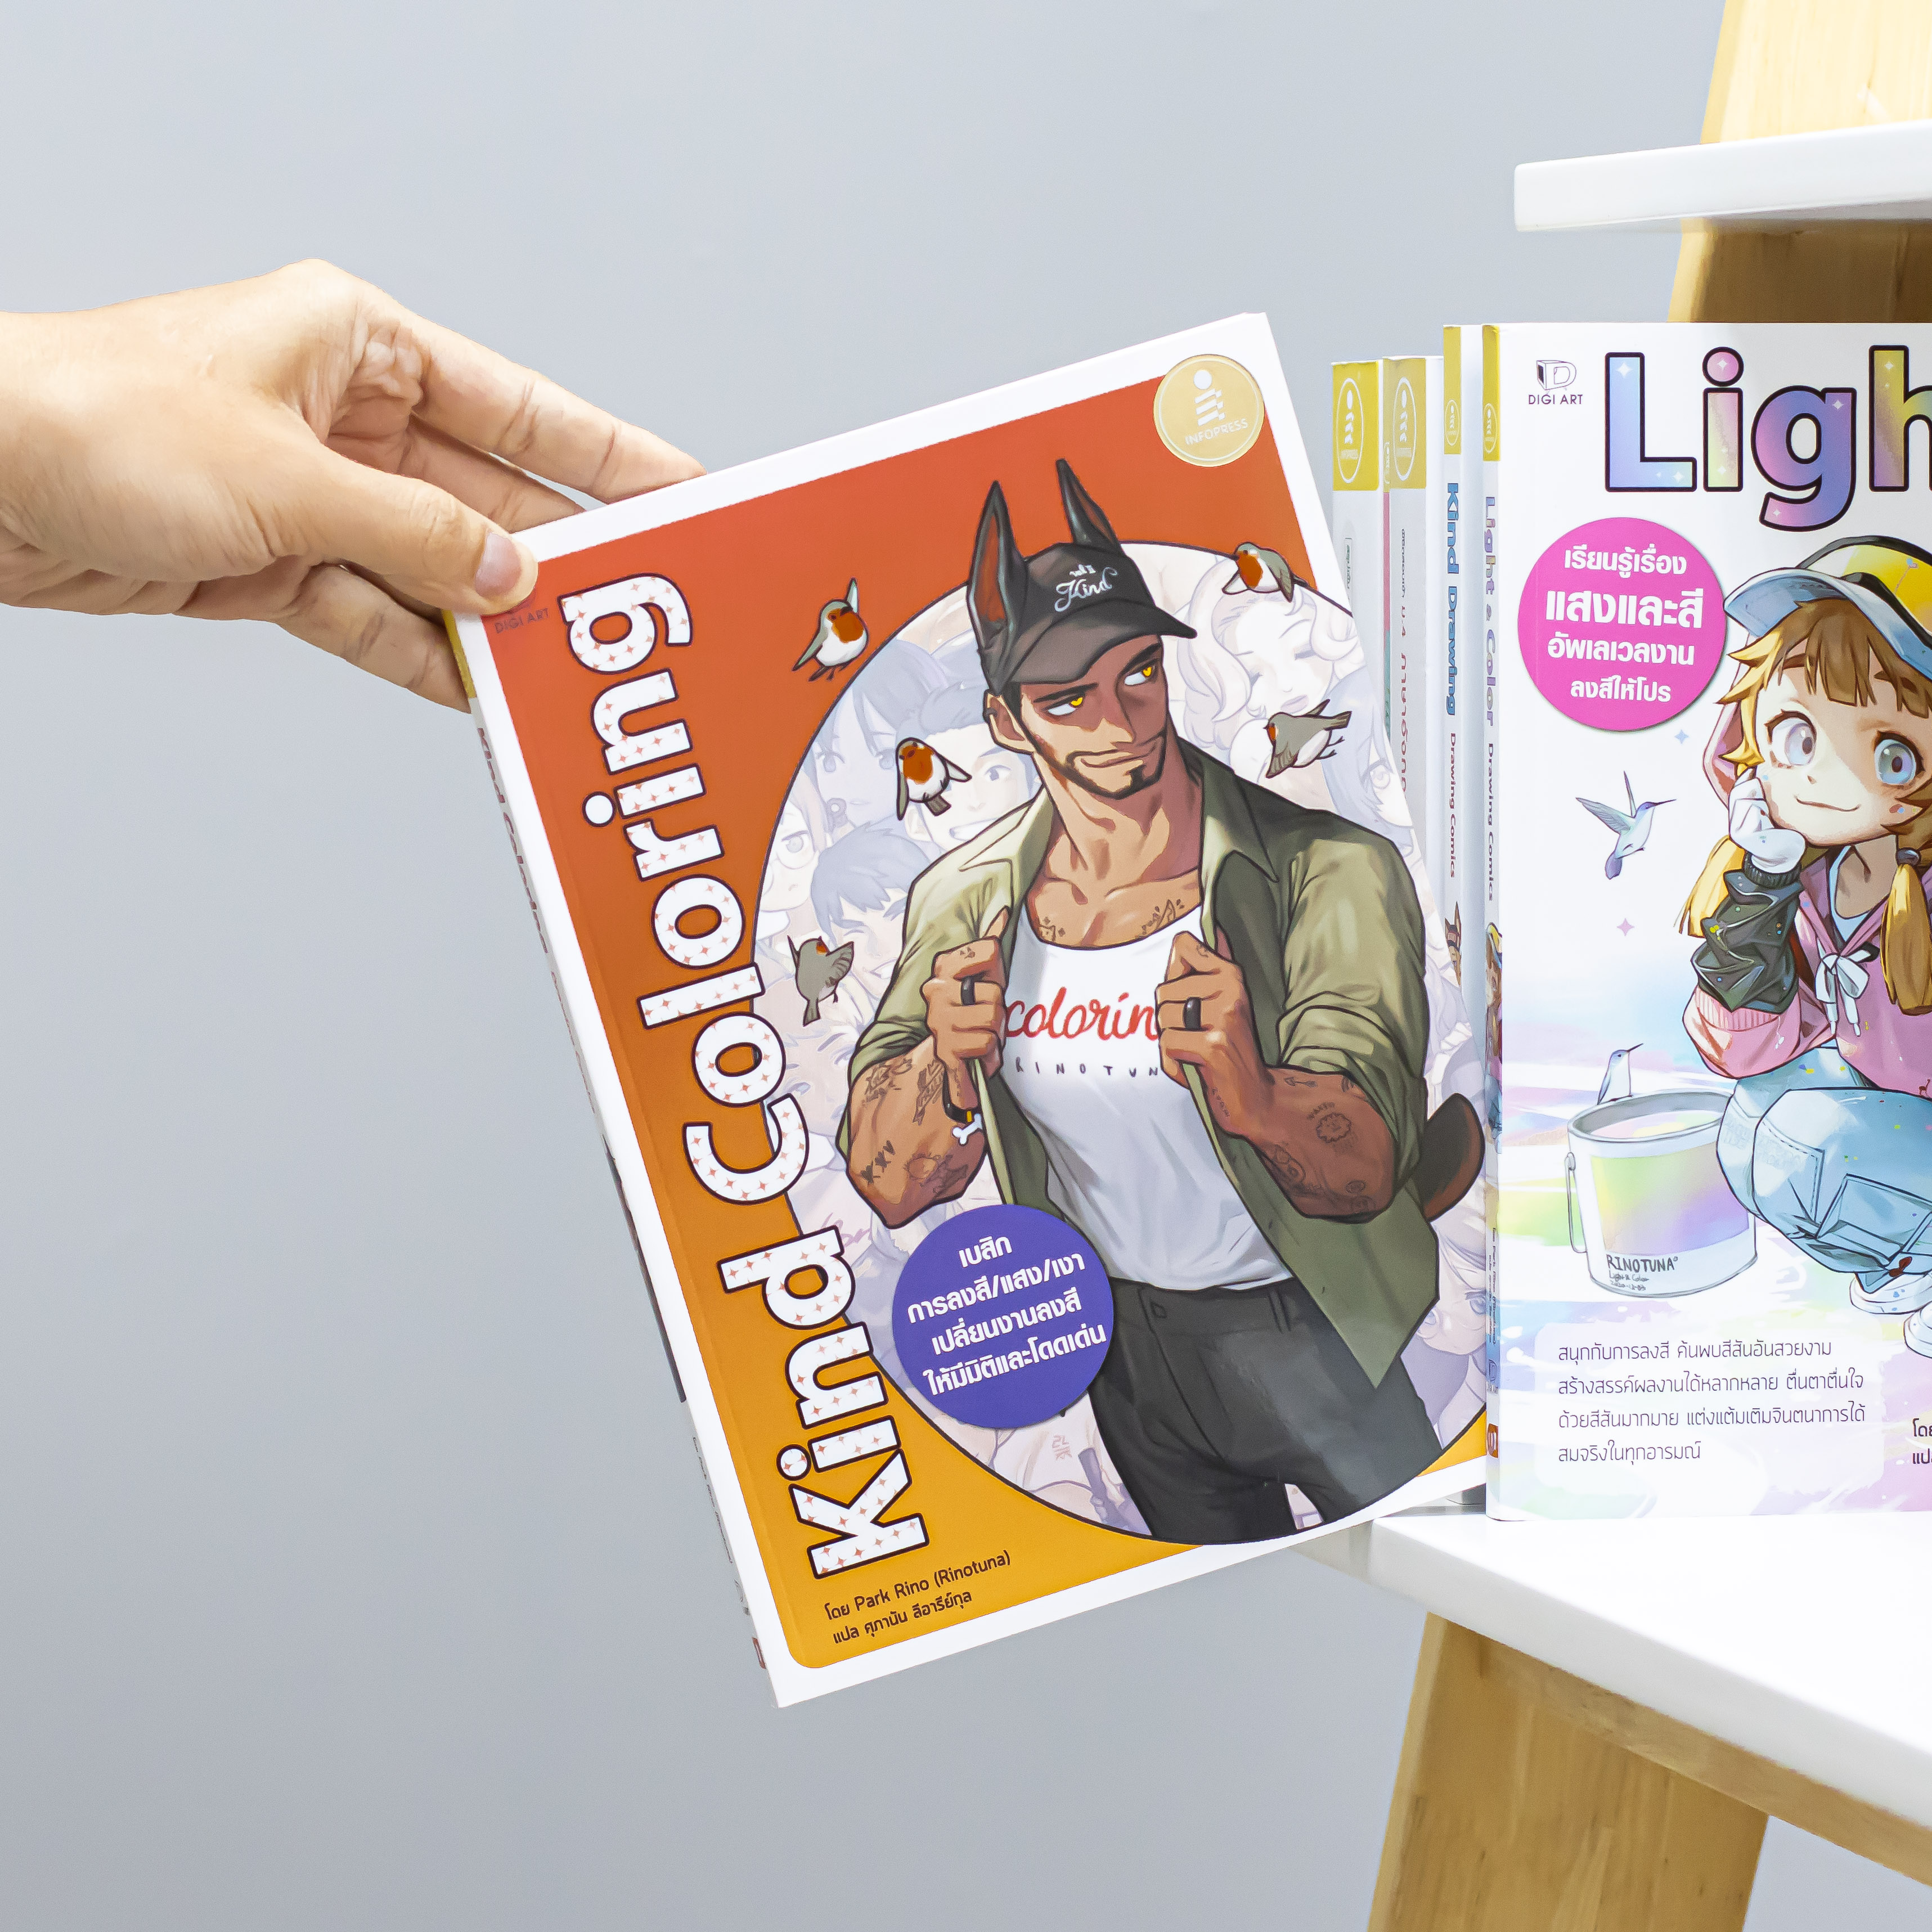 Kind Coloring
INFOPRESS
DIGI ART
Kind
colorin
RINOTUN
เบสิก
การลงสี/แสง/เงา
เปลี่ยนงานลงสี
ให้มีมิติและโดดเด่น
โดย Park Rino (Rinotuna)
แปล ศุภานัน ลีอารีย์กุล
Kind Drawing Drawing Comics
Light & Color Drawing Comics
DIGI ART
Ligh
เรียนรู้เรื่อง
แสงและสี
อัพเลเวลงาน
ลงสีให้โปร
RINOTUNA
Light & Color
สนุกกับการลงสี ค้นพบสีสันอันสวยงาม
สร้างสรรค์ผลงานได้หลากหลาย ตื่นตาตื่นใจ
ด้วยสีสันมากมาย แต่งแต้มเติมจินตนาการได้
สมจริงในทุกอารมณ์